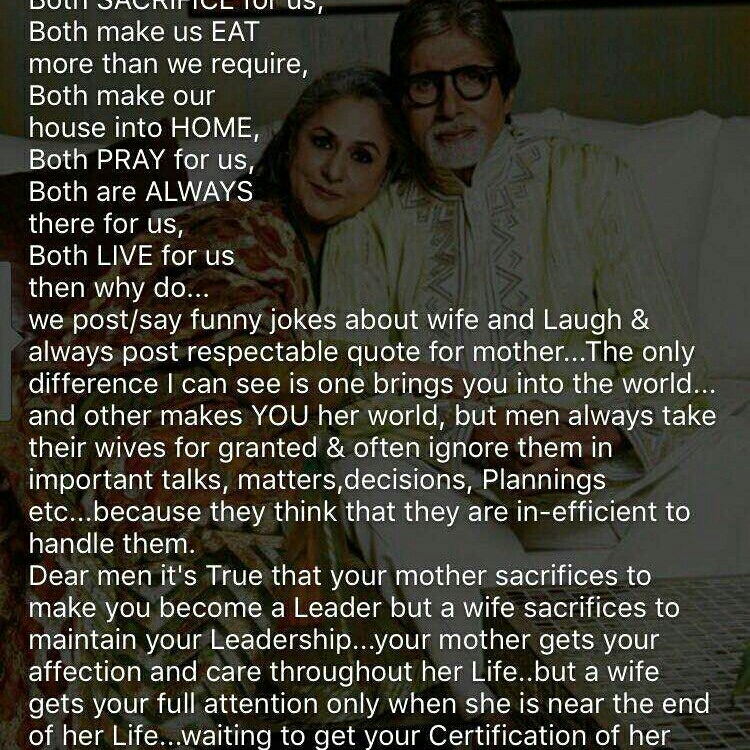 Both SACRIFICE for us,
Both make us EAT
more than we require,
Both make our
house into HOME,
Both PRAY for us,
Both are ALWAYS
there for us,
Both LIVE for us
then why do...
we post/say funny jokes about wife and Laugh &
always post respectable quote for mother...The only
difference I can see is one brings you into the world...
and other makes YOU her world, but men always take
their wives for granted & often ignore them in
important talks, matters,decisions, Plannings
etc...because they think that they are in-efficient to
handle them.
Dear men it's True that your mother sacrifices to
make you become a Leader but a wife sacrifices to
maintain your Leadership...your mother gets your
affection and care throughout her Life..but a wife
gets your full attention only when she is near the end
of her Life...waiting to get your Certification of her